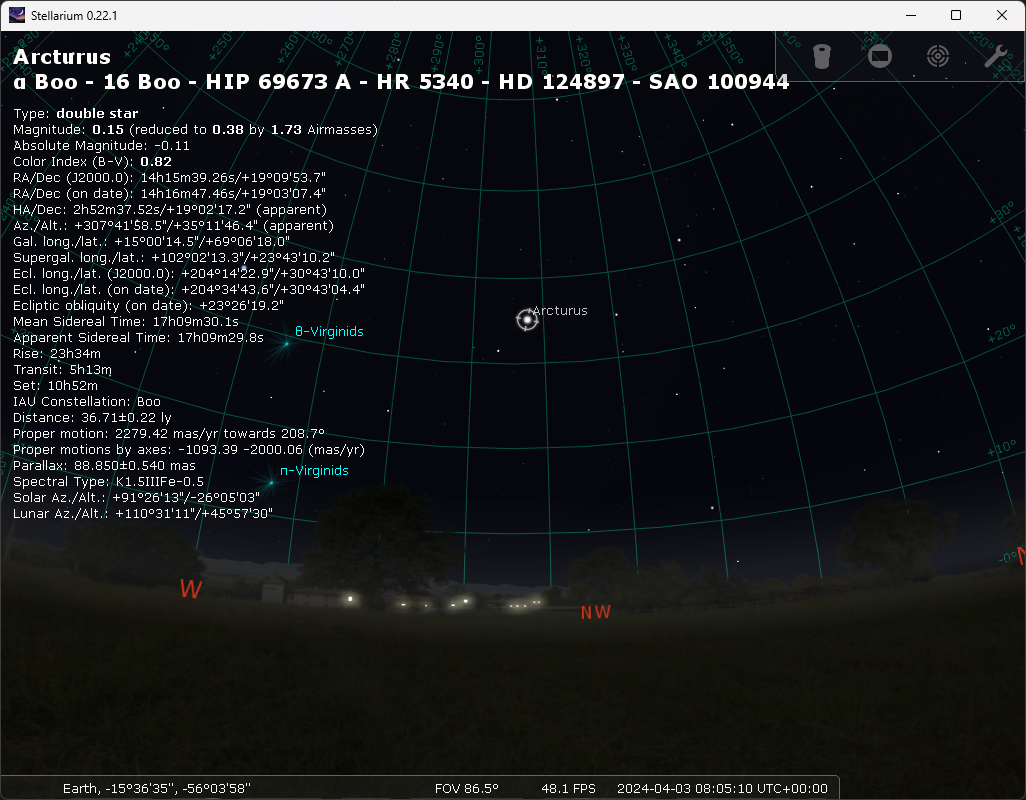 Stellarium 0.22.1
Arcturus
α Boo - 16 Boo - HIP 69673 A - HR 5340 - HD 124897 - SAO 100944
Type: double star
Magnitude: 0.15 (reduced to 0.38 by 1.73 Airmasses)
Absolute Magnitude: -0.11
Color Index (B-V): 0.82
RA/Dec (J2000.0): 14h15m39.26s/+19°09'53.7"
RA/Dec (on date): 14h16m47.46s/+19°03'07.4"
HA/Dec: 2h52m37.52s/+19°02'17.2" (apparent)
Az./Alt.: +307°41'58.5"/+35°11'46.4" (apparent)
Gal. long./lat.: +15°00'14.5"/+69°06'18.0"
Supergal. long./lat.: +102°02'13.3"/+23°43'10.2"
Ecl. long./lat. (J2000.0): +204°14'22.9"/+30°43'10.0"
Ecl. long./lat. (on date): +204°34'43.6"/+30°43'04.4"
Ecliptic obliquity (on date): +23°26'19.2"
Mean Sidereal Time: 17h09m30.1s
Apparent Sidereal Time: 17h09m29.8s
Rise: 23h34m
Transit: 5h13m
Set: 10h52m
IAU Constellation: Boo
Distance: 36.71±0.22 ly
Proper motion: 2279.42 mas/yr towards 208.7°
Proper motions by axes: -1093.39 -2000.06 (mas/yr)
Parallax: 88.850±0.540 mas
Spectral Type: K1.5IIIFe-0.5
Solar Az./Alt.: +91°26'13"/-26°05'03"
Lunar Az./Alt.: +110°31'11"/+45°57'30"
+250°
+260°
+270°
+280°
+300°
+310°
+320°
+330°
+30°
+20°
+10°
-0°
Arcturus
θ-Virginids
π-Virginids
W
NW
N
Earth, -15°36'35", -56°03'58"
FOV 86.5°
48.1 FPS
2024-04-03 08:05:10 UTC+00:00